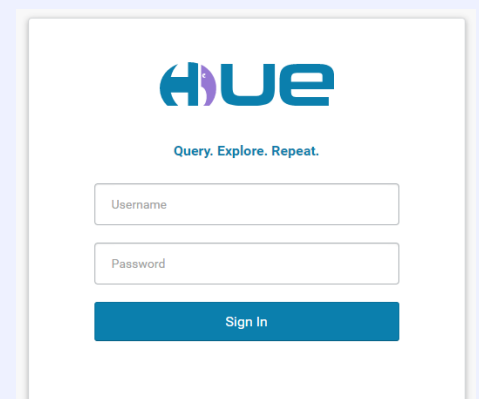 HUE
Query. Explore. Repeat.
Username
Password
Sign In